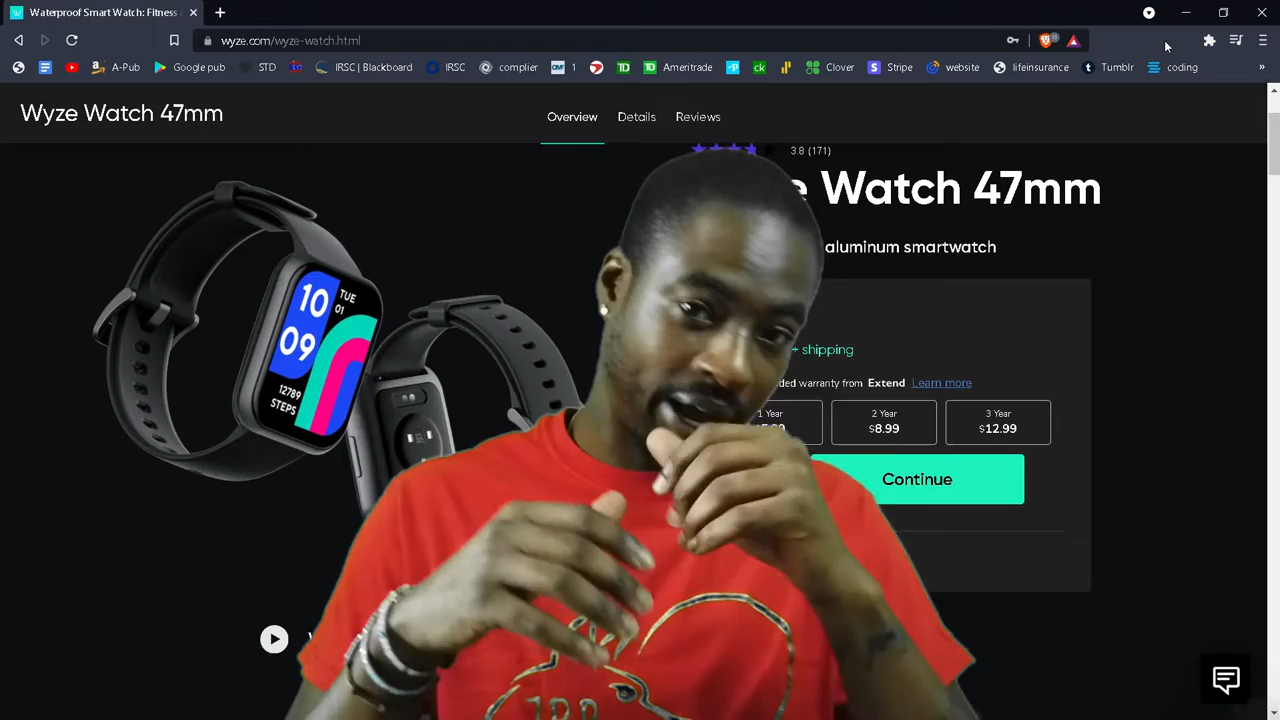 Waterproof Smart Watch: Fitness
wyze.com/wyze-watch.html
A-Pub
Google pub
STD
IRSC | Blackboard
IRSC
complier
1
Ameritrade
Clover
Stripe
website
lifeinsurance
Tumblr
coding
»
Wyze Watch 47mm
Overview
Details
Reviews
3.8 (171)
e Watch 47mm
aluminum smartwatch
+ shipping
ded warranty from Extend Learn more
1 Year
2 Year
$8.99
3 Year
$12.99
Continue
10
09
TUE
01
12789
STEPS